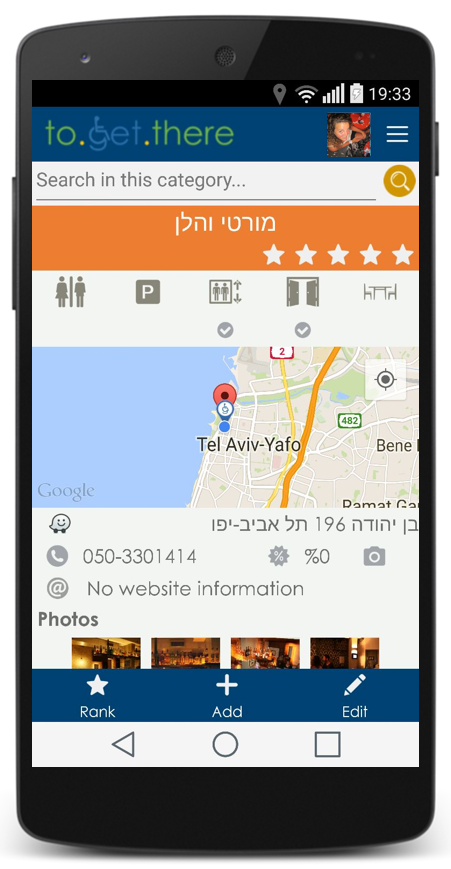 19:33
to.get.there
Search in this category...
מורטי והלן
P
2
482
Tel Aviv-Yafo
Bene
Ramat Ga
Google
בן יהודה 196 תל אביב-יפו
050-3301414
%0
@ No website information
Photos
Rank
Add
Edit